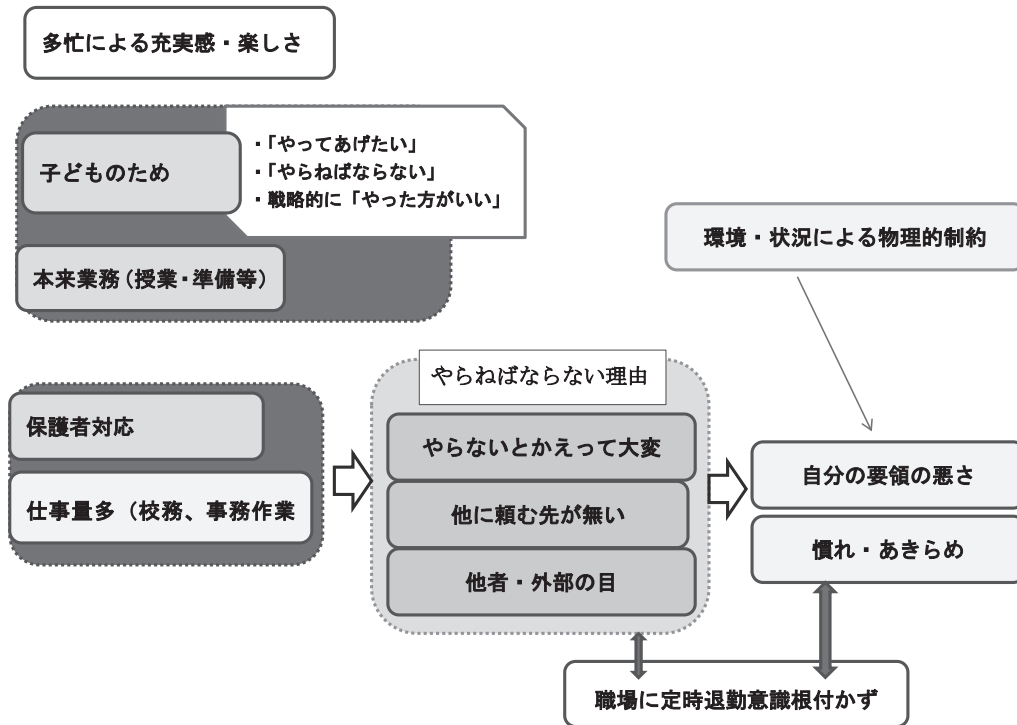 多忙による充実感・楽しさ
子どものため
・「やってあげたい」
・「やらねばならない」
・戦略的に「やった方がいい」
本来業務(授業・準備等)
環境・状況による物理的制約
保護者対応
仕事量多(校務、事務作業
やらねばならない理由
やらないとかえって大変
他に頼む先が無い
他者・外部の目
自分の要領の悪さ
慣れ・あきらめ
職場に定時退勤意識根付かず